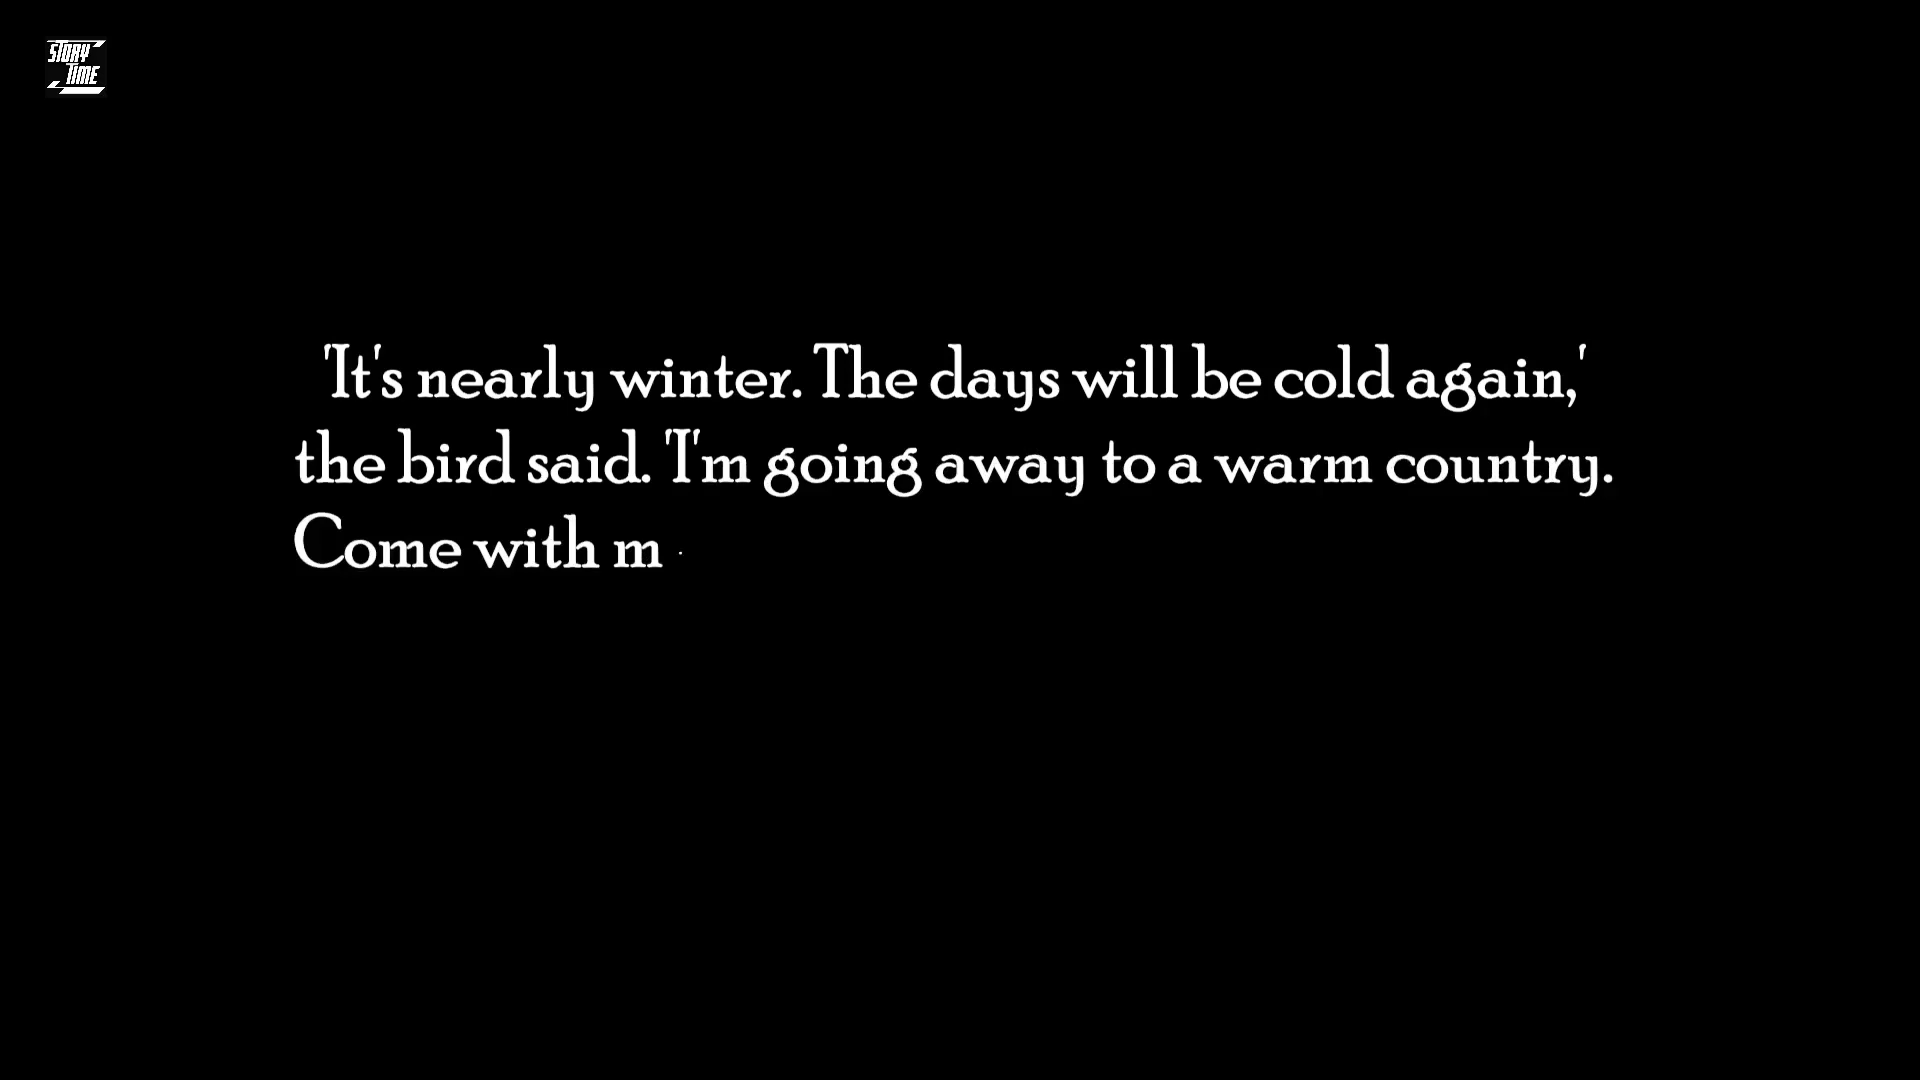 STORY
TIME
'It's nearly winter. The days will be cold again,'
the bird said. 'I'm going away to a warm country.
Come with m